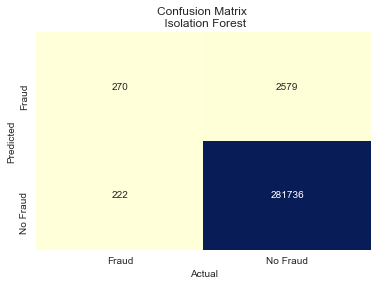 Confusion Matrix
Isolation Forest
Predicted
Fraud
270
2579
No Fraud
222
281736
Fraud
No Fraud
Actual